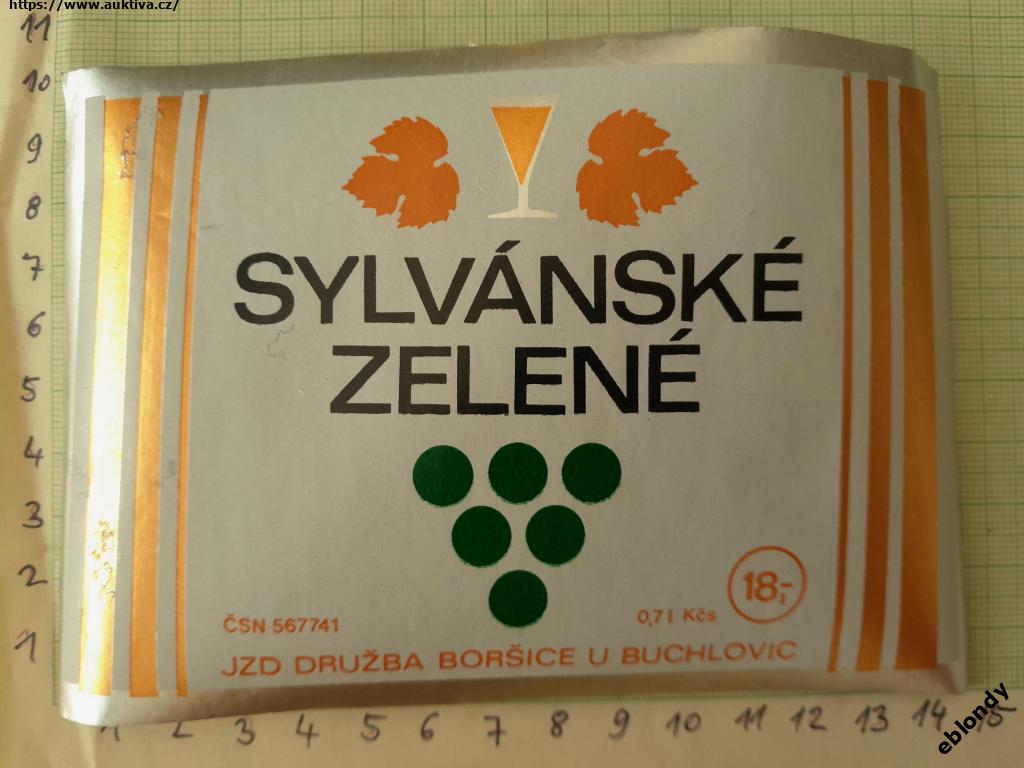 https://www.auktiva.cz/
11
10
9
8
7
6
5
4
3
2
1
SYLVÁNSKÉ
ZELENÉ
18,-
ČSN 567741
0,7 l Kčs
JZD DRUŽBA BORŠICE U BUCHLOVIC
1 2 3 4 5 6 7 8 9 10 11 12 13 14 15
eblondy